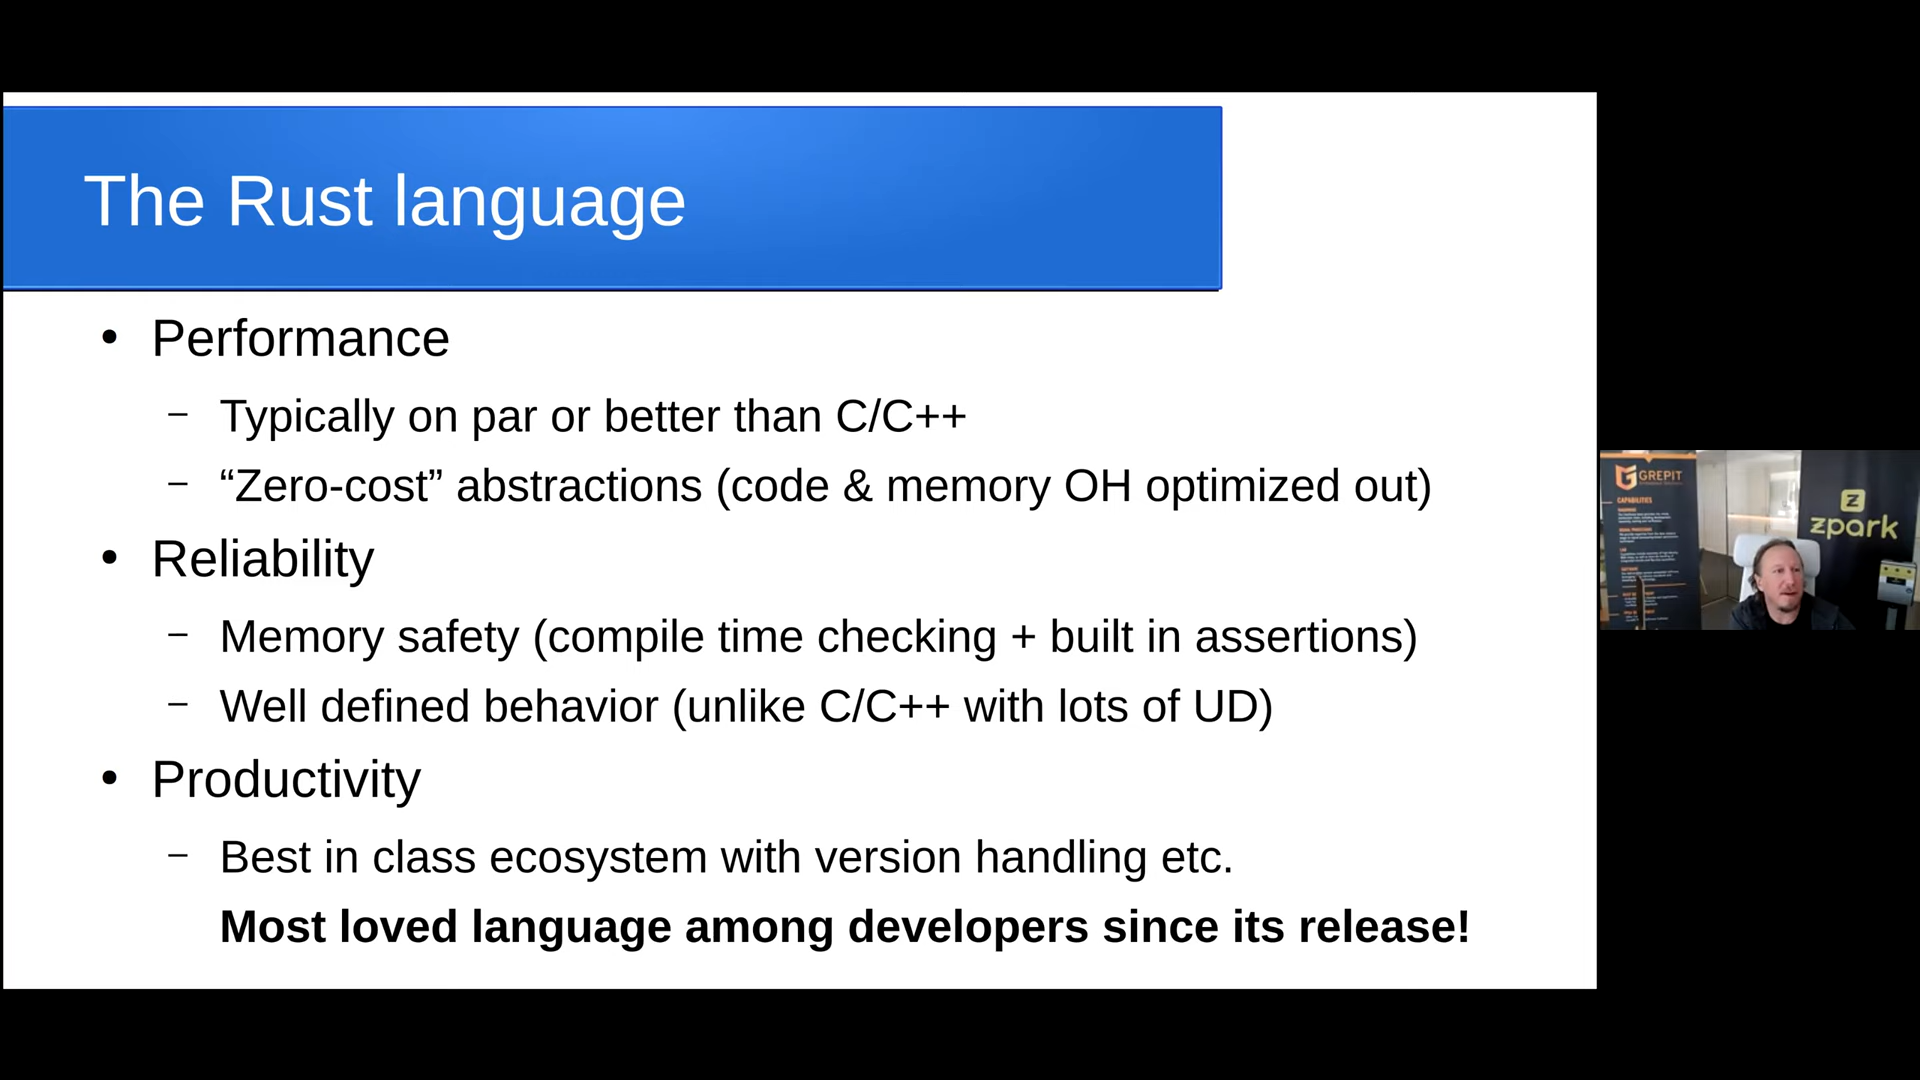 The Rust language
• Performance
– Typically on par or better than C/C++
– “Zero-cost” abstractions (code & memory OH optimized out)
• Reliability
– Memory safety (compile time checking + built in assertions)
– Well defined behavior (unlike C/C++ with lots of UD)
• Productivity
– Best in class ecosystem with version handling etc.
Most loved language among developers since its release!
GREPIT
CAPABILITIES
z
zpark